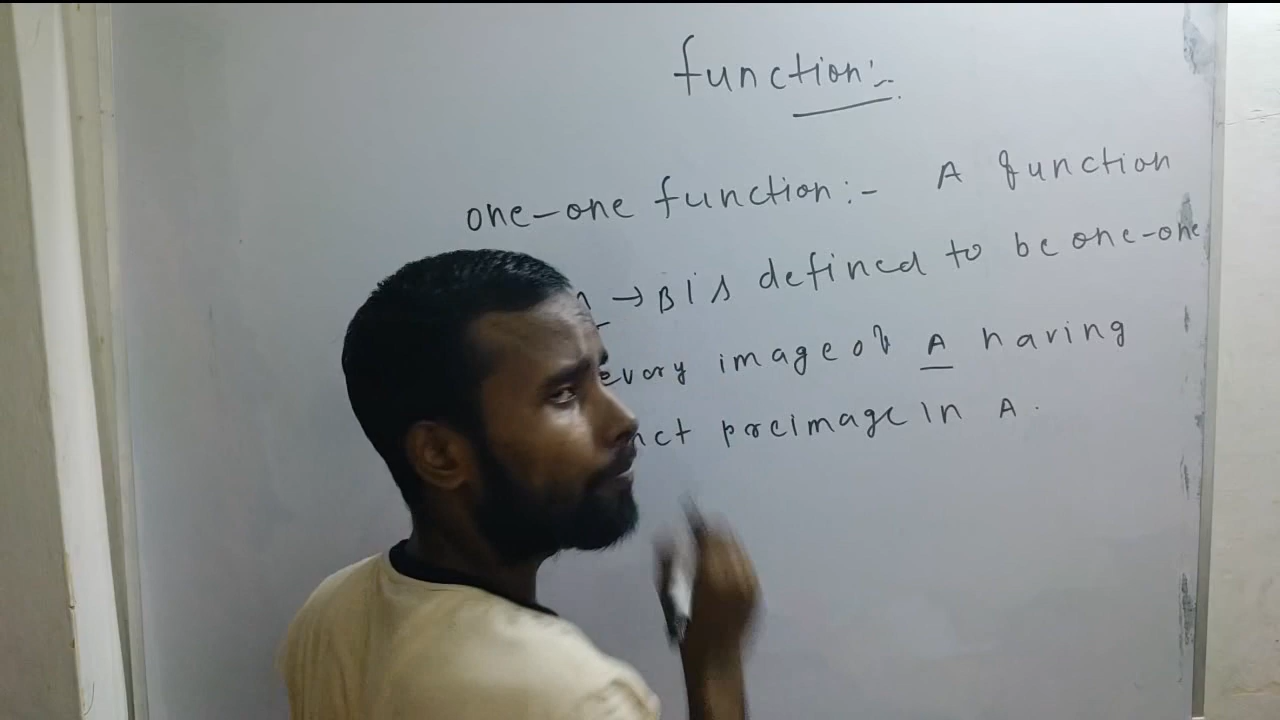 function:-
one-one function:- A function
→ B is defined to be one-one
every image of A having
preimage in A.